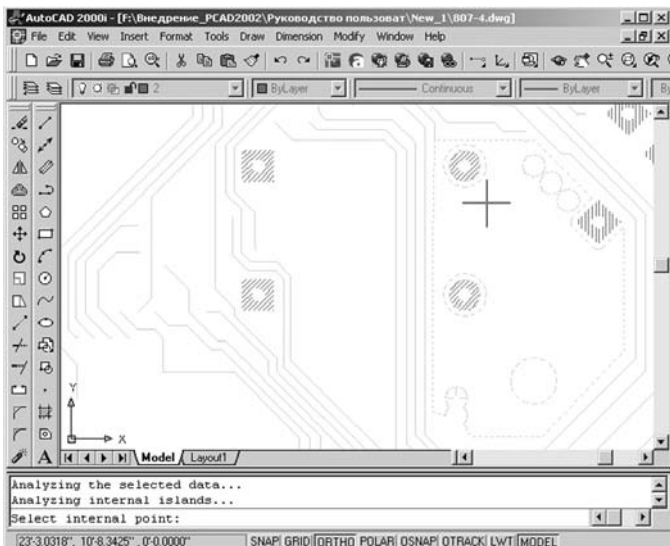 AutoCAD 2000i - [F:\Внедрение_PCAD2002\Руководство пользоват\New_1\807-4.dwg]
File Edit View Insert Format Tools Draw Dimension Modify Window Help
2 ByLayer Continuous ByLayer By
Y
X
A
Model Layout1
Analyzing the selected data...
Analyzing internal islands...
Select internal point:
23'-3.0318", 10'-8.3425" , 0'-0.0000" SNAP GRID ORTHO POLAR OSNAP OTRACK LWT MODEL